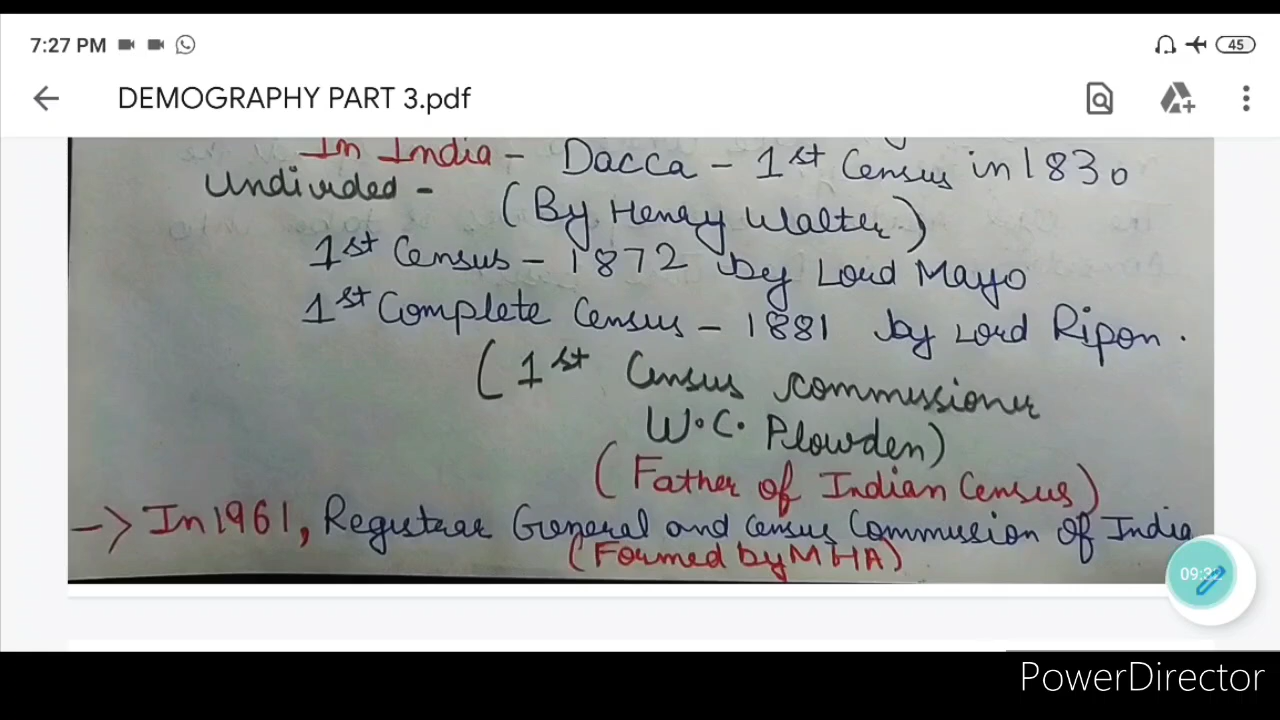 7:27 PM
45
DEMOGRAPHY PART 3.pdf
In India - Dacca - 1st Census in 1830
Undivided -
(By Henry Walter)
1st Census - 1872 by Lord Mayo
1st Complete Census - 1881 by Lord Ripon.
(1st Census commissioner
W.C. Plowden)
(Father of Indian Census)
-> In 1961, Registrar General and Census Commission of India
(Formed by MHA)
09:32
PowerDirector